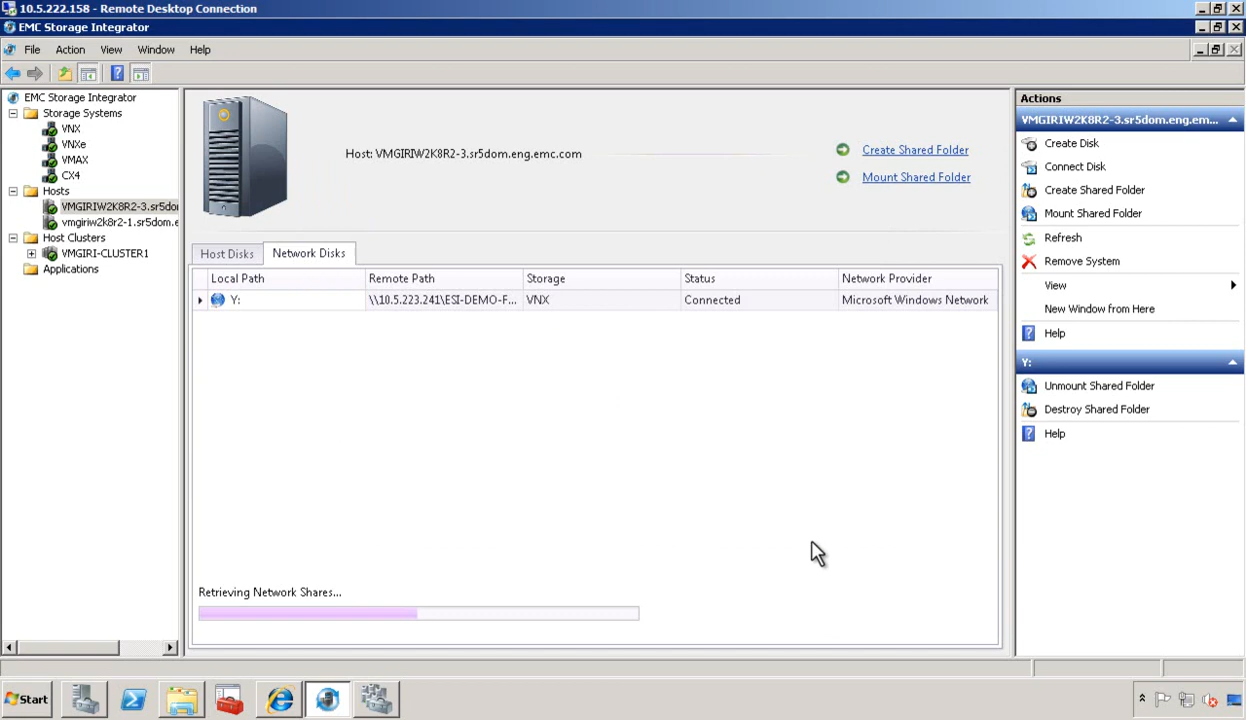 10.5.222.158 - Remote Desktop Connection
EMC Storage Integrator
File Action View Window Help
EMC Storage Integrator
Storage Systems
VNX
VNXe
VMAX
CX4
Hosts
VMGIRIW2K8R2-3.sr5dor
vmgiriw2k8r2-1.sr5dom.e
Host Clusters
VMGIRI-CLUSTER1
Applications
Host: VMGIRIW2K8R2-3.sr5dom.eng.emc.com
Create Shared Folder
Mount Shared Folder
Host Disks Network Disks
Local Path Remote Path Storage Status Network Provider
Y: \\10.5.223.241\ESI-DEMO-F... VNX Connected Microsoft Windows Network
Retrieving Network Shares...
Actions
VMGIRIW2K8R2-3.sr5dom.eng.em...
Create Disk
Connect Disk
Create Shared Folder
Mount Shared Folder
Refresh
Remove System
View
New Window from Here
Help
Y:
Unmount Shared Folder
Destroy Shared Folder
Help
Start